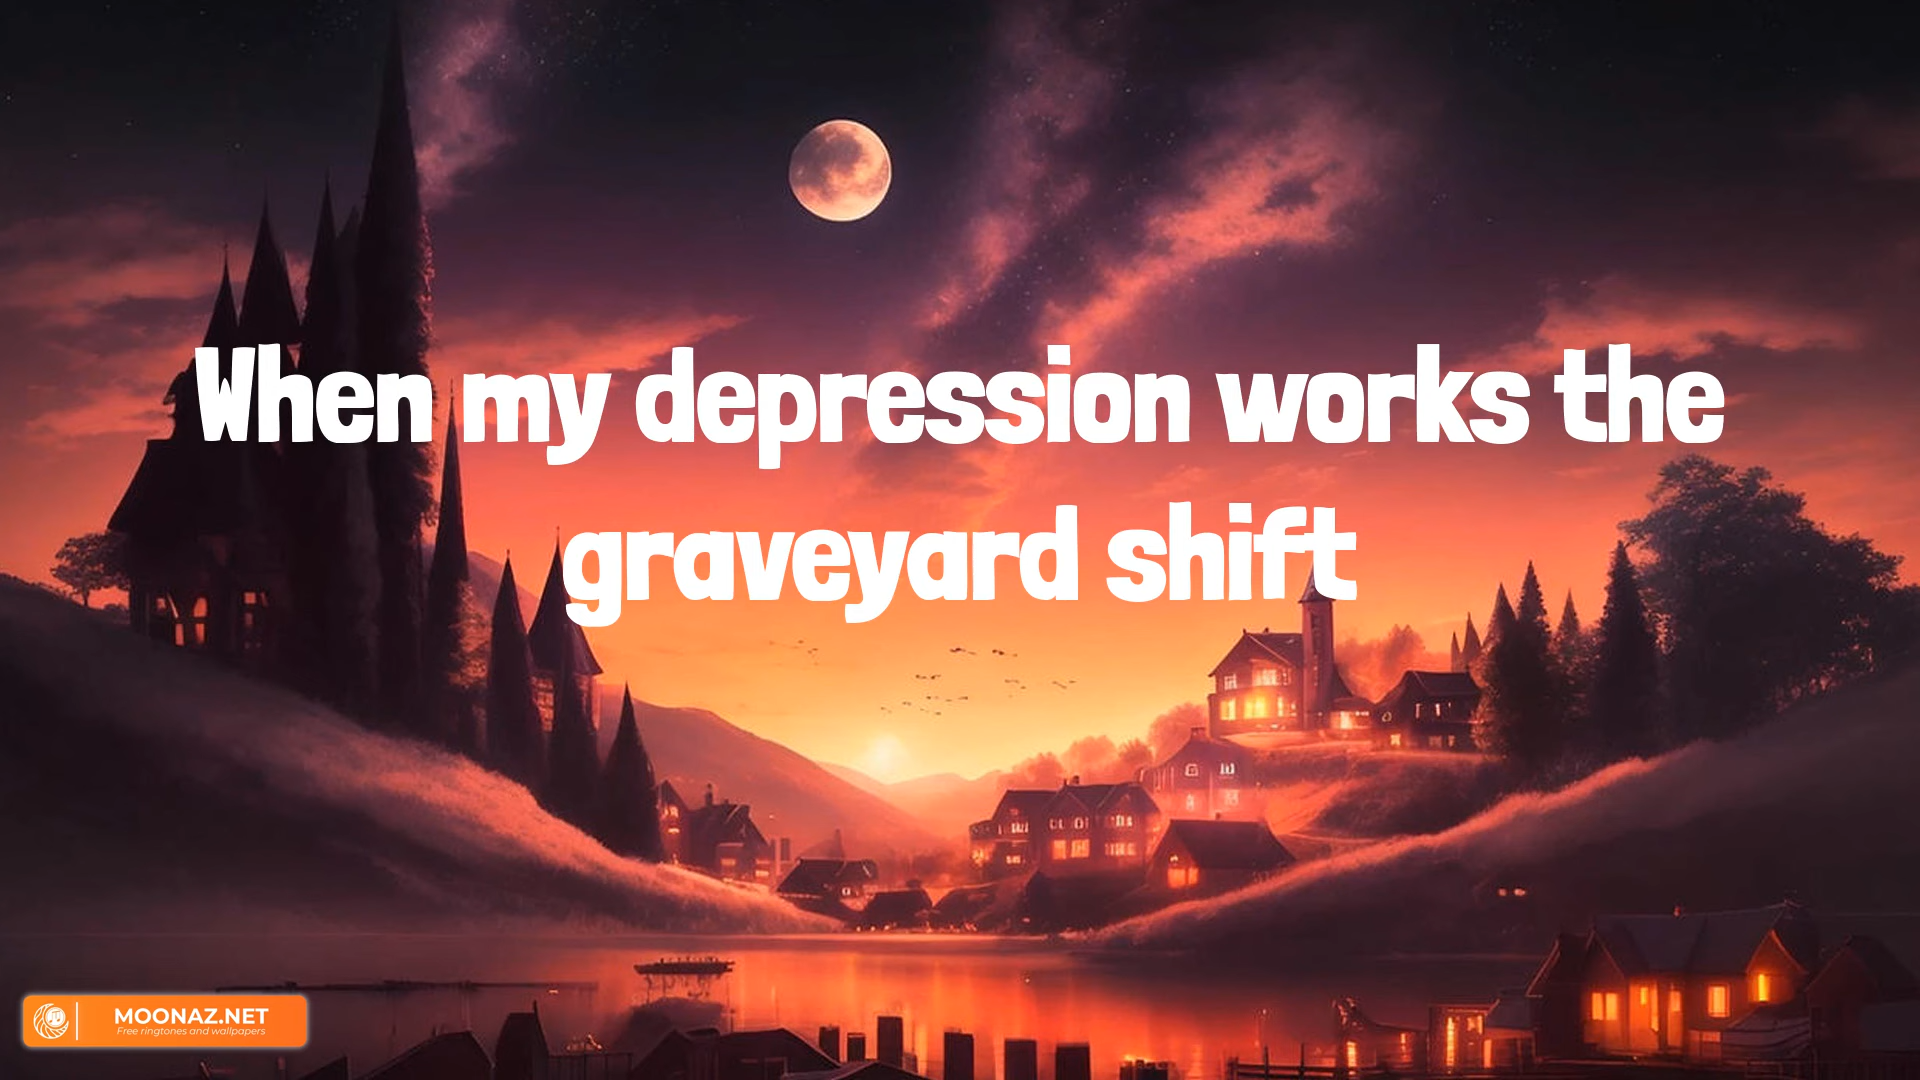 When my depression works the
graveyard shift
MOONAZ.NET
Free ringtones and wallpapers